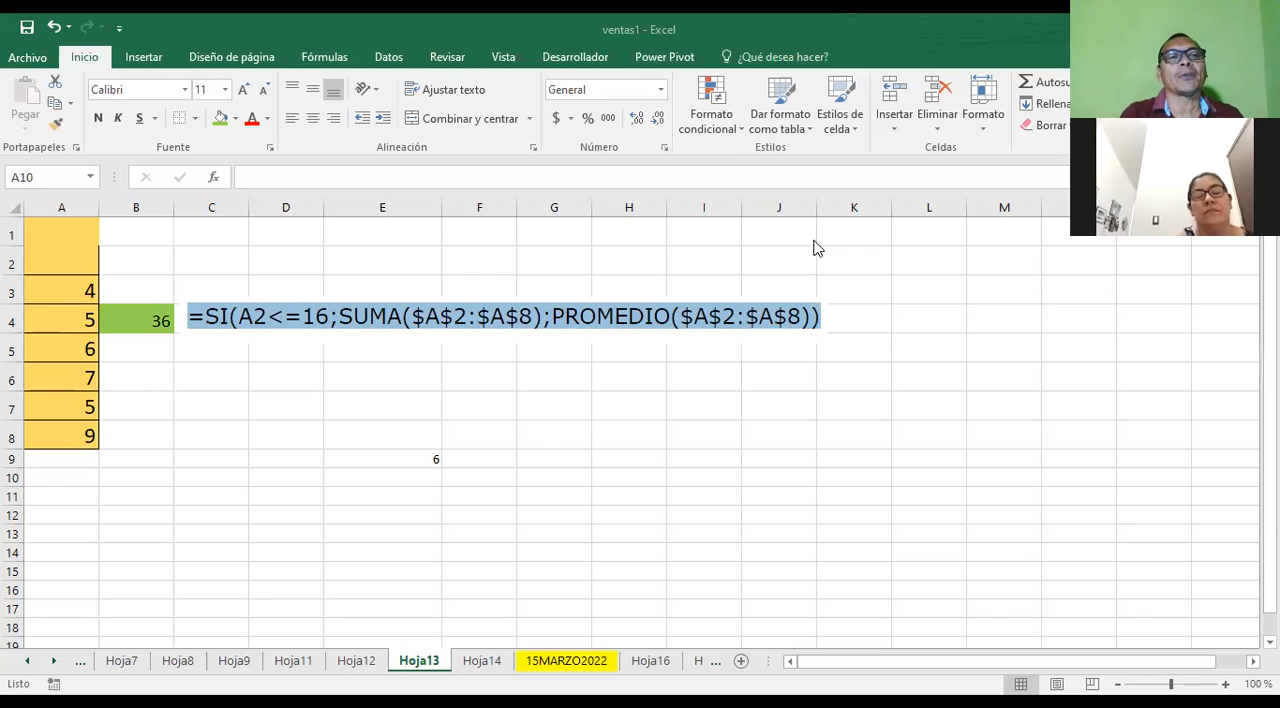 ventas1 - Excel
Archivo Inicio Insertar Diseño de página Fórmulas Datos Revisar Vista Desarrollador Power Pivot ¿Qué desea hacer?
Pegar
Calibri 11
N K S
Ajustar texto
Combinar y centrar
General
$ % 000
Formato condicional
Dar formato como tabla
Estilos de celda
Insertar Eliminar Formato
Autosu
Rellena
Borrar
Portapapeles Fuente Alineación Número Estilos Celdas
A10 fx
A B C D E F G H I J K L M
1
2
3 4
4 5 36 =SI(A2<=16;SUMA($A$2:$A$8);PROMEDIO($A$2:$A$8))
5 6
6 7
7 5
8 9
9 6
10
11
12
13
14
15
16
17
18
19
... Hoja7 Hoja8 Hoja9 Hoja11 Hoja12 Hoja13 Hoja14 15MARZO2022 Hoja16 H ...
Listo 100 %